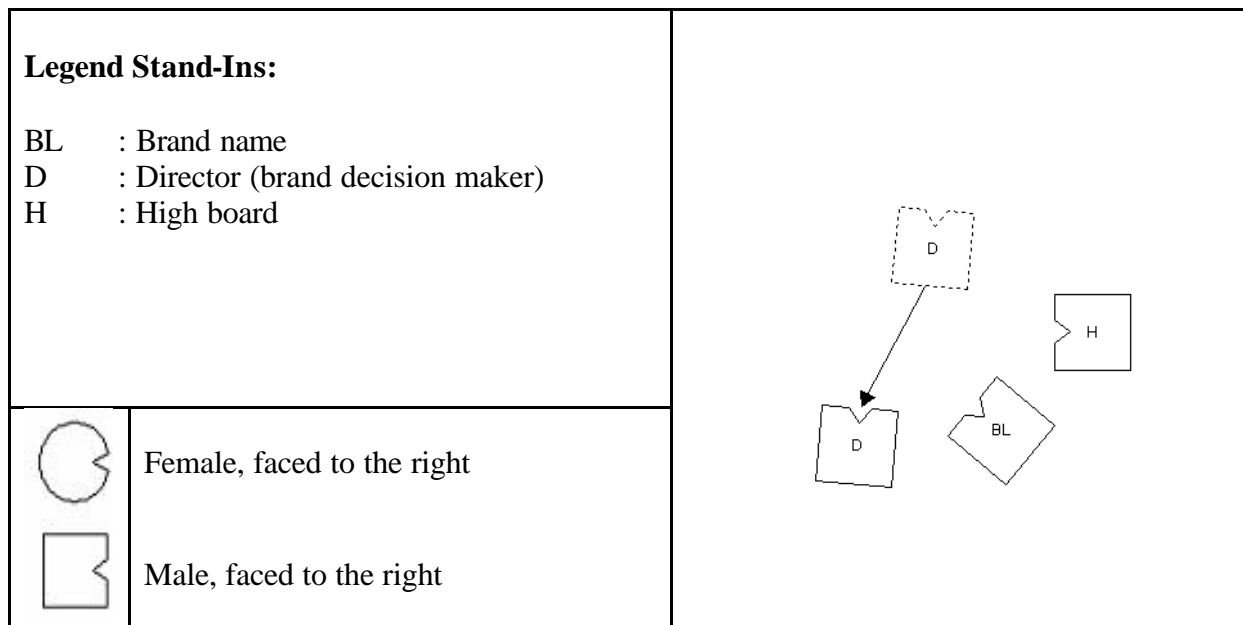 Legend Stand-Ins:
BL : Brand name
D : Director (brand decision maker)
H : High board
D
H
BL
D
Female, faced to the right
Male, faced to the right